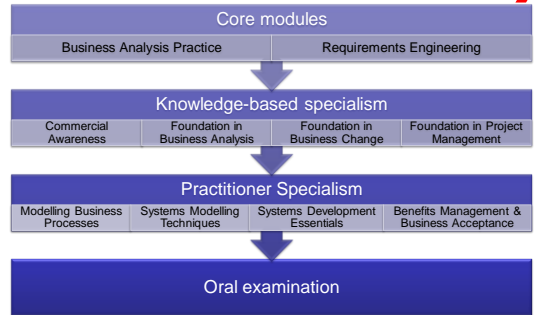 Core modules
Business Analysis Practice
Requirements Engineering
Knowledge-based specialism
Commercial
Awareness
Foundation in
Business Analysis
Foundation in
Business Change
Foundation in Project
Management
Practitioner Specialism
Modelling Business
Processes
Systems Modelling
Techniques
Systems Development
Essentials
Benefits Management &
Business Acceptance
Oral examination